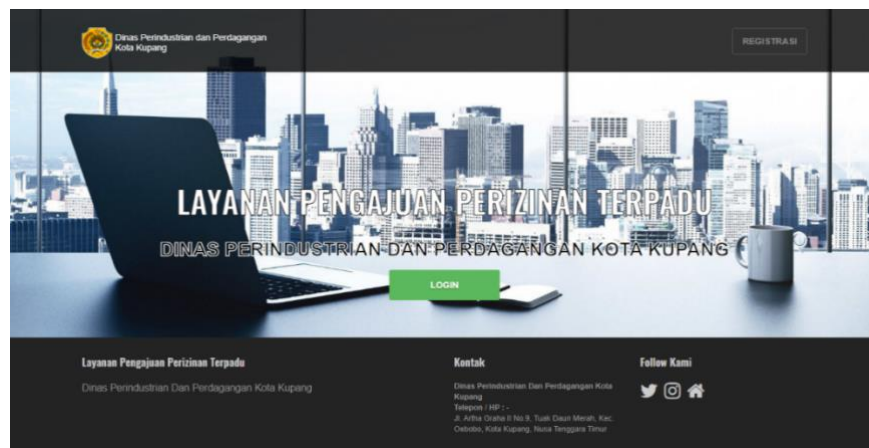 Dinas Perindustrian dan Perdagangan
Kota Kupang
REGISTRASI
LAYANAN PENGAJUAN PERIZINAN TERPADU
DINAS PERINDUSTRIAN DAN PERDAGANGAN KOTA KUPANG
LOGIN
Layanan Pengajuan Perizinan Terpadu
Dinas Perindustrian Dan Perdagangan Kota Kupang
Kontak
Dinas Perindustrian Dan Perdagangan Kota
Kupang
Telepon / HP : -
Jl. Artha Graha II No 9, Tuak Daun Merah, Kec.
Oebobo, Kota Kupang, Nusa Tenggara Timur
Follow Kami